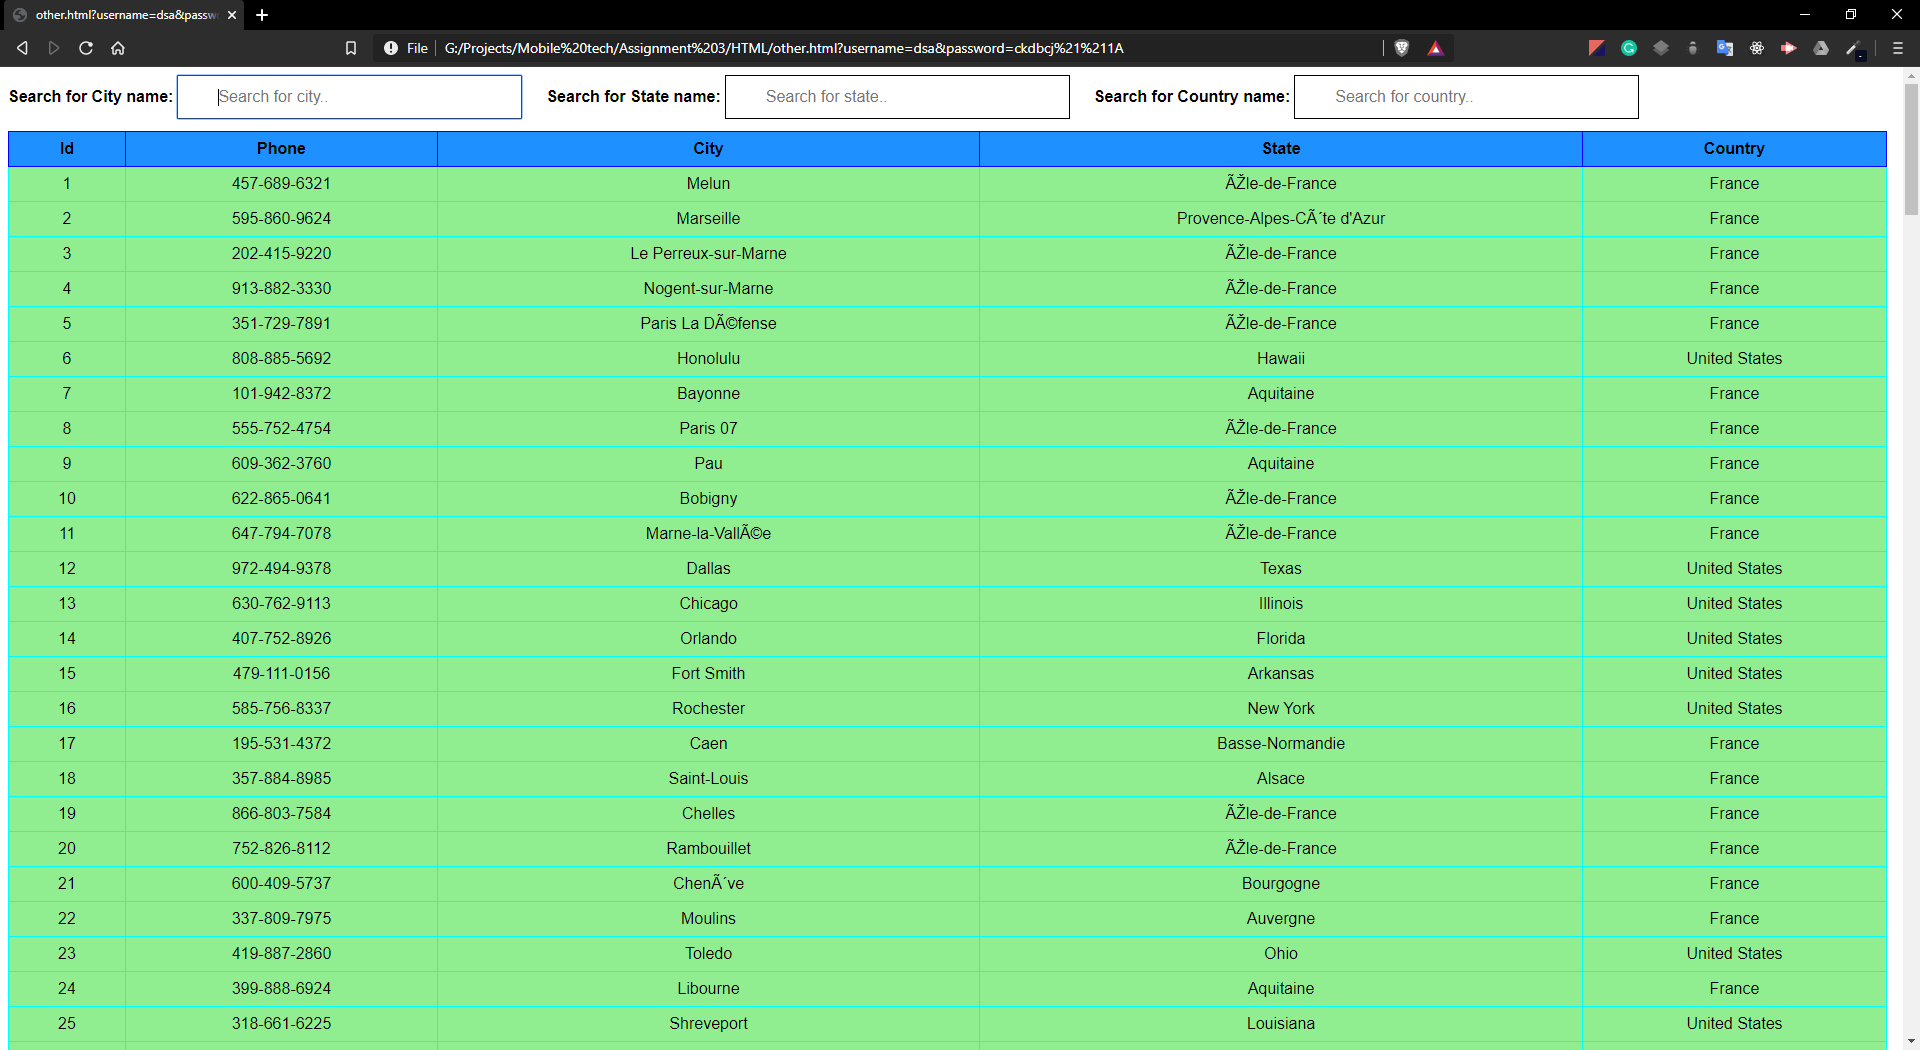 other.html?username=dsa&passw
File G:/Projects/Mobile%20tech/Assignment%203/HTML/other.html?username=dsa&password=ckdbcj%21%211A
Search for City name: Search for city.. Search for State name: Search for state.. Search for Country name: Search for country..
Id Phone City State Country
1 457-689-6321 Melun ÃŽle-de-France France
2 595-860-9624 Marseille Provence-Alpes-CÃ´te d'Azur France
3 202-415-9220 Le Perreux-sur-Marne ÃŽle-de-France France
4 913-882-3330 Nogent-sur-Marne ÃŽle-de-France France
5 351-729-7891 Paris La DÃ©fense ÃŽle-de-France France
6 808-885-5692 Honolulu Hawaii United States
7 101-942-8372 Bayonne Aquitaine France
8 555-752-4754 Paris 07 ÃŽle-de-France France
9 609-362-3760 Pau Aquitaine France
10 622-865-0641 Bobigny ÃŽle-de-France France
11 647-794-7078 Marne-la-VallÃ©e ÃŽle-de-France France
12 972-494-9378 Dallas Texas United States
13 630-762-9113 Chicago Illinois United States
14 407-752-8926 Orlando Florida United States
15 479-111-0156 Fort Smith Arkansas United States
16 585-756-8337 Rochester New York United States
17 195-531-4372 Caen Basse-Normandie France
18 357-884-8985 Saint-Louis Alsace France
19 866-803-7584 Chelles ÃŽle-de-France France
20 752-826-8112 Rambouillet ÃŽle-de-France France
21 600-409-5737 ChenÃ´ve Bourgogne France
22 337-809-7975 Moulins Auvergne France
23 419-887-2860 Toledo Ohio United States
24 399-888-6924 Libourne Aquitaine France
25 318-661-6225 Shreveport Louisiana United States